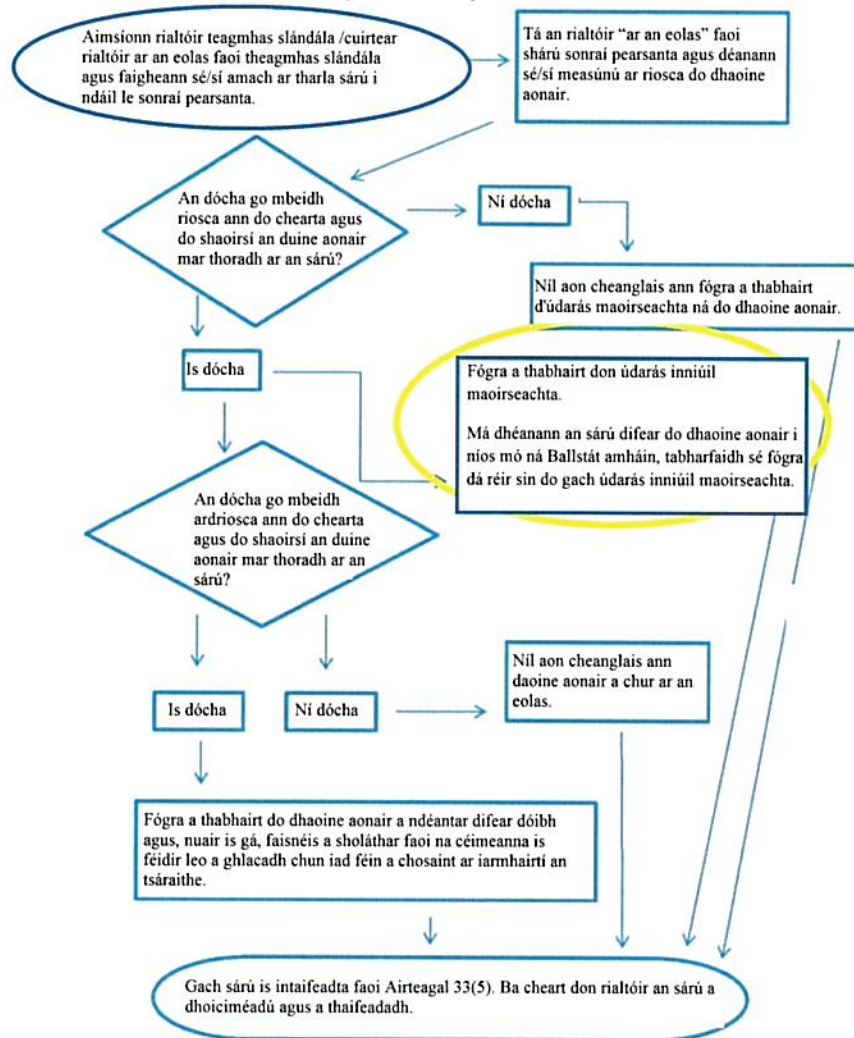 Aimsíonn rialtóir teagmhas slándála /cuirtear
rialtóir ar an eolas faoi theagmhas slándála
agus faigheann sé/sí amach ar tharla sárú i
ndáil le sonraí pearsanta.
Tá an rialtóir “ar an eolas” faoi
shárú sonraí pearsanta agus déanann
sé/sí measúnú ar riosca do dhaoine
aonair.
An dócha go mbeidh
riosca ann do chearta agus
do shaoirsí an duine aonair
mar thoradh ar an sárú?
Ní dócha
Níl aon cheanglais ann fógra a thabhairt
d'údarás maoirseachta ná do dhaoine aonair.
Is dócha
Fógra a thabhairt don údarás inniúil
maoirseachta.
Má dhéanann an sárú difear do dhaoine aonair i
níos mó ná Ballstát amháin, tabharfaidh sé fógra
dá réir sin do gach údarás inniúil maoirseachta.
An dócha go mbeidh
ardriosca ann do chearta
agus do shaoirsí an duine
aonair mar thoradh ar an
sárú?
Is dócha
Ní dócha
Níl aon cheanglais ann
daoine aonair a chur ar an
eolas.
Fógra a thabhairt do dhaoine aonair a ndéantar difear dóibh
agus, nuair is gá, faisnéis a sholáthar faoi na céimeanna is
féidir leo a ghlacadh chun iad féin a chosaint ar iarmhairtí an
tsáraithe.
Gach sárú is intaifeadta faoi Airteagal 33(5). Ba cheart don rialtóir an sárú a
dhoiciméadú agus a thaifeadadh.